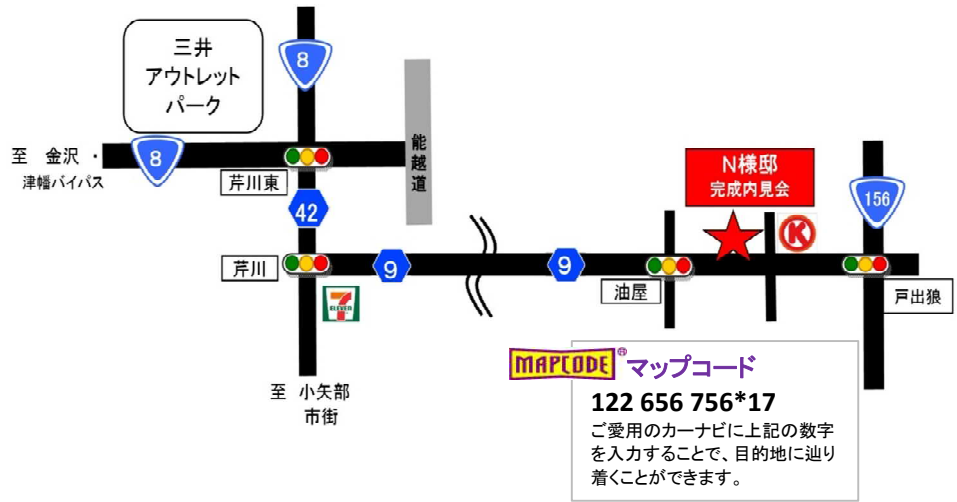 三井
アウトレット
パーク
8
8
至 金沢 ・
津幡バイパス
芹川東
能越道
42
N様邸
完成内見会
156
K
芹川
9
9
油屋
戸出狼
7
ELEVEN
至 小矢部
市街
MAPCODE®マップコード
122 656 756*17
ご愛用のカーナビに上記の数字
を入力することで、目的地に辿り
着くことができます。